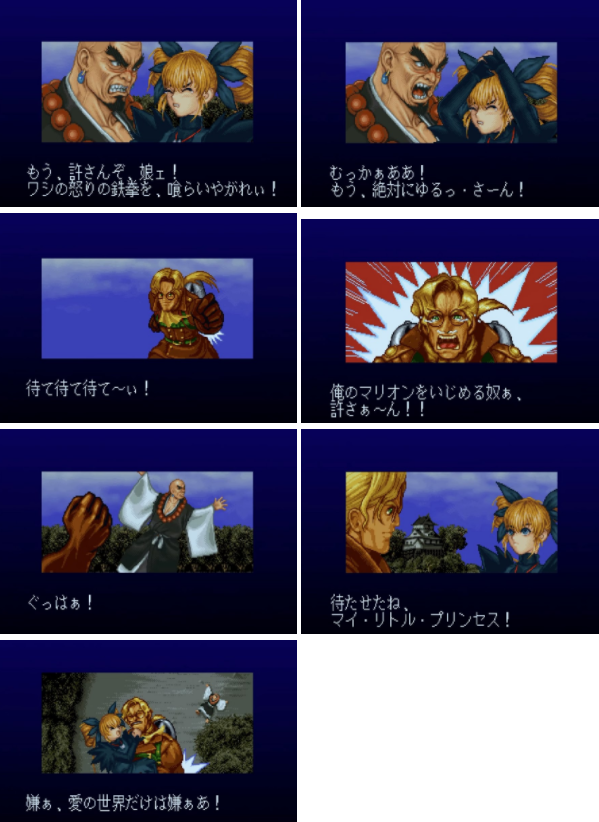 もう、許さんぞ、娘ェ！
ワシの怒りの鉄拳を、喰らいやがれぃ！
むっかぁああ！
もう、絶対にゆるっ・さ〜ん！
待て待て待て〜ぃ！
俺のマリオンをいじめる奴ぁ、
許さぁ〜ん！！
ぐっはぁ！
待たせたね、
マイ・リトル・プリンセス！
嫌ぁ、愛の世界だけは嫌ぁあ！